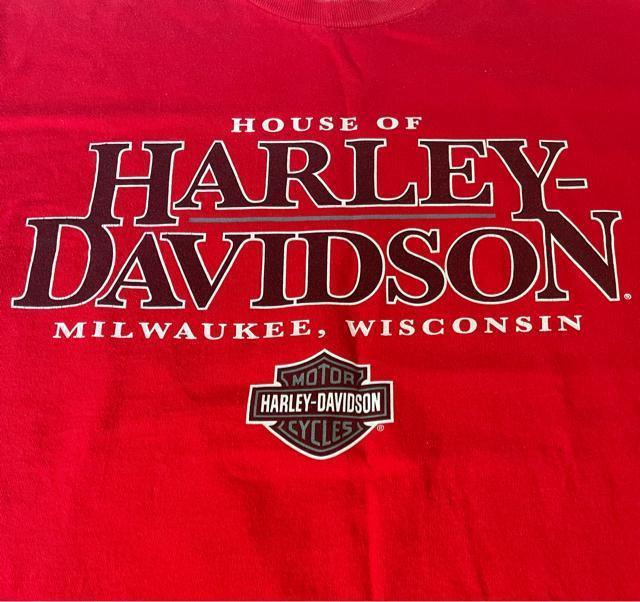 HOUSE OF
HARLEY-
DAVIDSON®
MILWAUKEE, WISCONSIN
MOTOR
HARLEY-DAVIDSON
CYCLES®